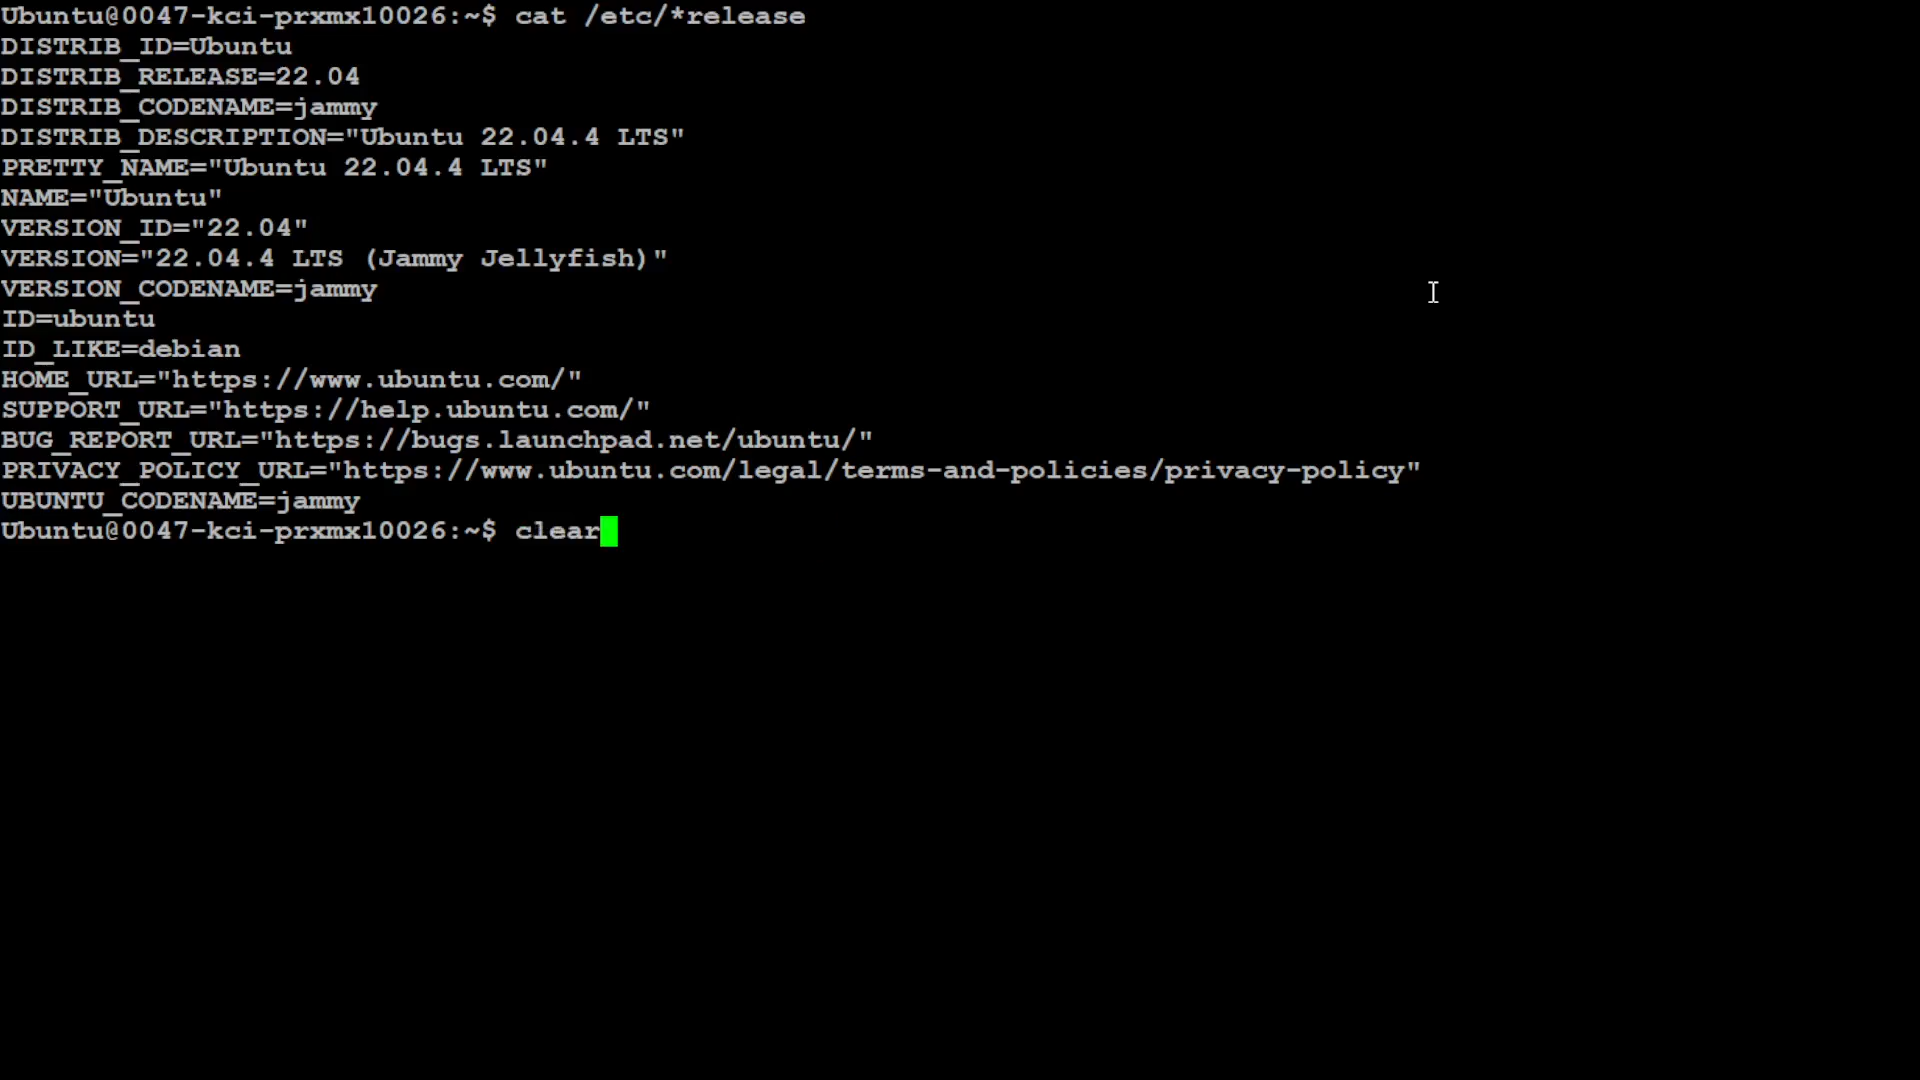 Ubuntu@0047-kci-prxmx10026:~$ cat /etc/*release
DISTRIB_ID=Ubuntu
DISTRIB_RELEASE=22.04
DISTRIB_CODENAME=jammy
DISTRIB_DESCRIPTION="Ubuntu 22.04.4 LTS"
PRETTY_NAME="Ubuntu 22.04.4 LTS"
NAME="Ubuntu"
VERSION_ID="22.04"
VERSION="22.04.4 LTS (Jammy Jellyfish)"
VERSION_CODENAME=jammy
ID=ubuntu
ID_LIKE=debian
HOME_URL="https://www.ubuntu.com/"
SUPPORT_URL="https://help.ubuntu.com/"
BUG_REPORT_URL="https://bugs.launchpad.net/ubuntu/"
PRIVACY_POLICY_URL="https://www.ubuntu.com/legal/terms-and-policies/privacy-policy"
UBUNTU_CODENAME=jammy
Ubuntu@0047-kci-prxmx10026:~$ clear